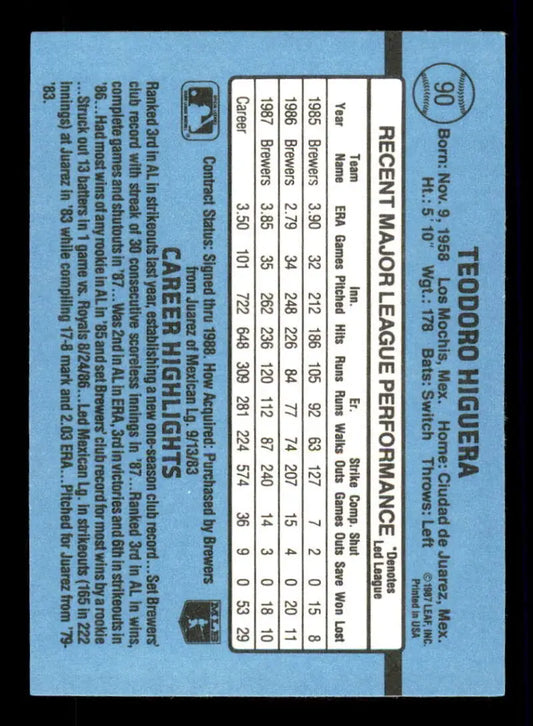 90
TEODORO HIGUERA
Born: Nov. 9, 1958 Los Mochis, Mex. Home: Ciudad de Juarez, Mex.
Ht.: 5' 10" Wgt.: 178 Bats: Switch Throws: Left
©1987 LEAF, INC.
Printed in USA
RECENT MAJOR LEAGUE PERFORMANCE
*Denotes
Led League
Team Inn. Er. Strike Comp. Shut
Year Name ERA Games Pitched Hits Runs Runs Walks Outs Games Outs Save Won Lost
1985 Brewers 3.90 32 212 186 105 92 63 127 7 2 0 15 8
1986 Brewers 2.79 34 248 226 84 77 74 207 15 4 0 20 11
1987 Brewers 3.85 35 262 236 120 112 87 240 14 3 0 18 10
Career 3.50 101 722 648 309 281 224 574 36 9 0 53 29
Contract Status: Signed thru 1988. How Acquired: Purchased by Brewers
from Juarez of Mexican Lg. 9/13/83
MLB
CAREER HIGHLIGHTS
Ranked 3rd in AL in strikeouts last year, establishing a new one-season club record...Set Brewers'
club record with streak of 30 consecutive scoreless innings in '87...Ranked 3rd in AL in wins,
complete games and shutouts in '87...Was 2nd in AL in ERA, 3rd in victories and 6th in strikeouts in
'86...Had most wins of any rookie in AL in '85 and set Brewers' club record for most wins by a rookie
...Struck out 13 batters in 1 game vs. Royals 8/24/86...Led Mexican Lg. in strikeouts (165 in 222
innings) at Juarez in '83 while compiling 17-8 mark and 2.03 ERA...Pitched for Juarez from '79-
'83.